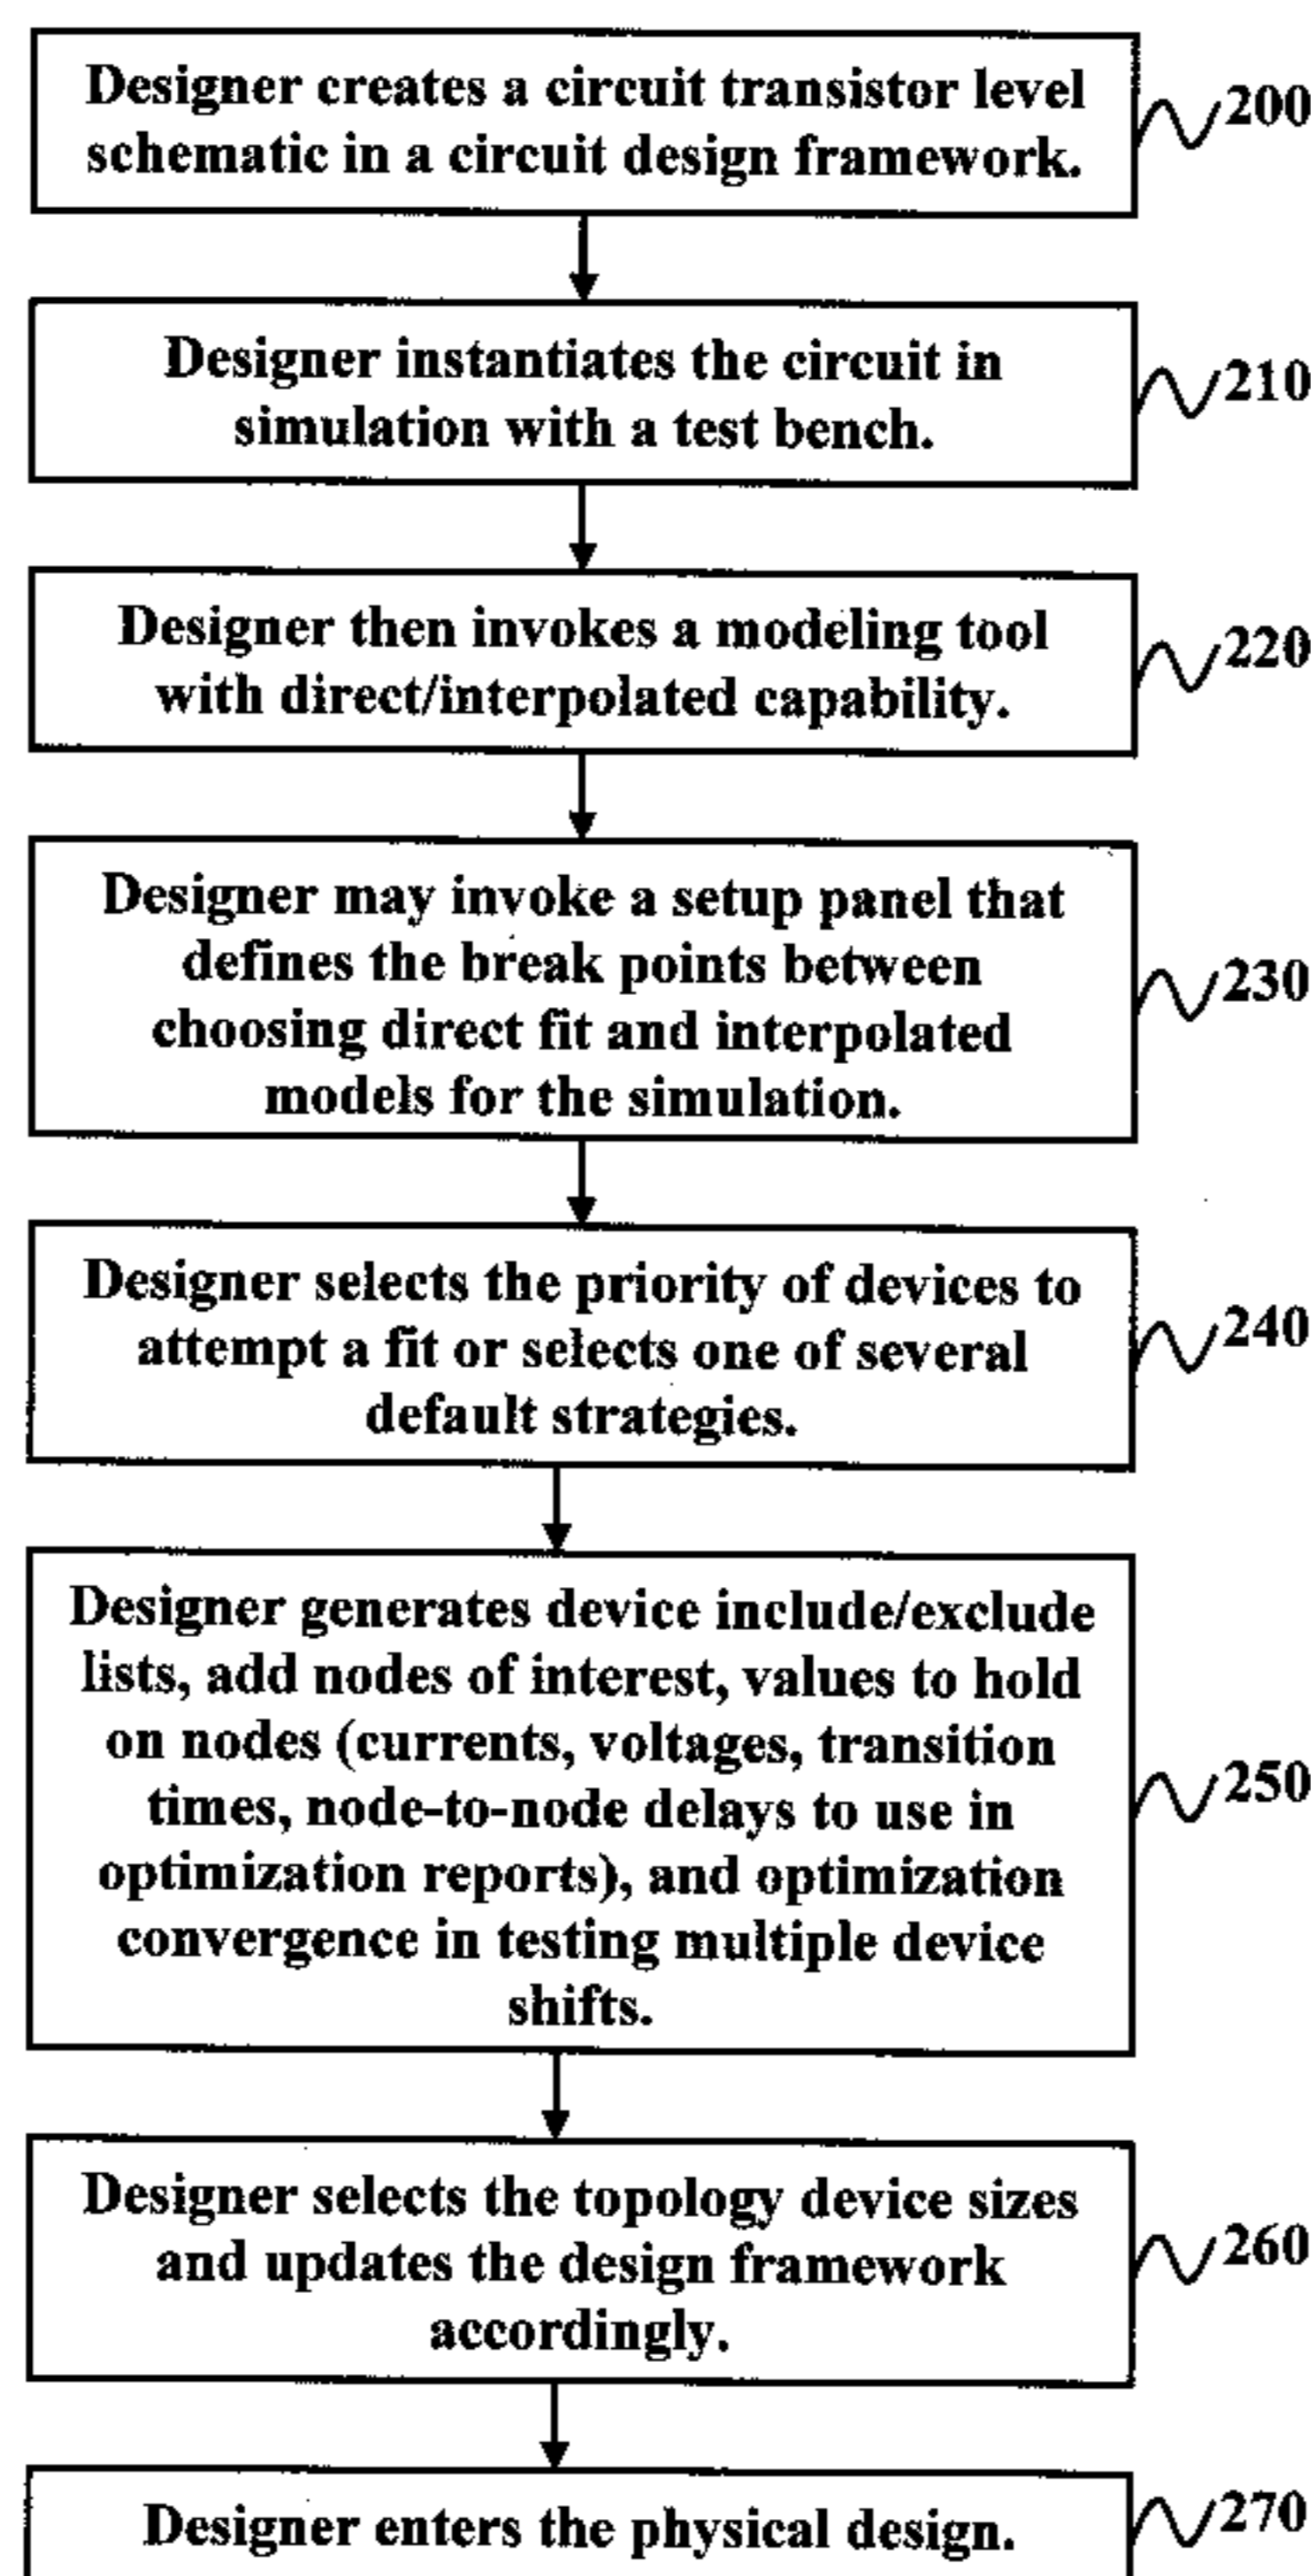 Designer creates a circuit transistor level
schematic in a circuit design framework.
200
Designer instantiates the circuit in
simulation with a test bench.
210
Designer then invokes a modeling tool
with direct/interpolated capability.
220
Designer may invoke a setup panel that
defines the break points between
choosing direct fit and interpolated
models for the simulation.
230
Designer selects the priority of devices to
attempt a fit or selects one of several
default strategies.
240
Designer generates device include/exclude
lists, add nodes of interest, values to hold
on nodes (currents, voltages, transition
times, node-to-node delays to use in
optimization reports), and optimization
convergence in testing multiple device
shifts.
250
Designer selects the topology device sizes
and updates the design framework
accordingly.
260
Designer enters the physical design.
270